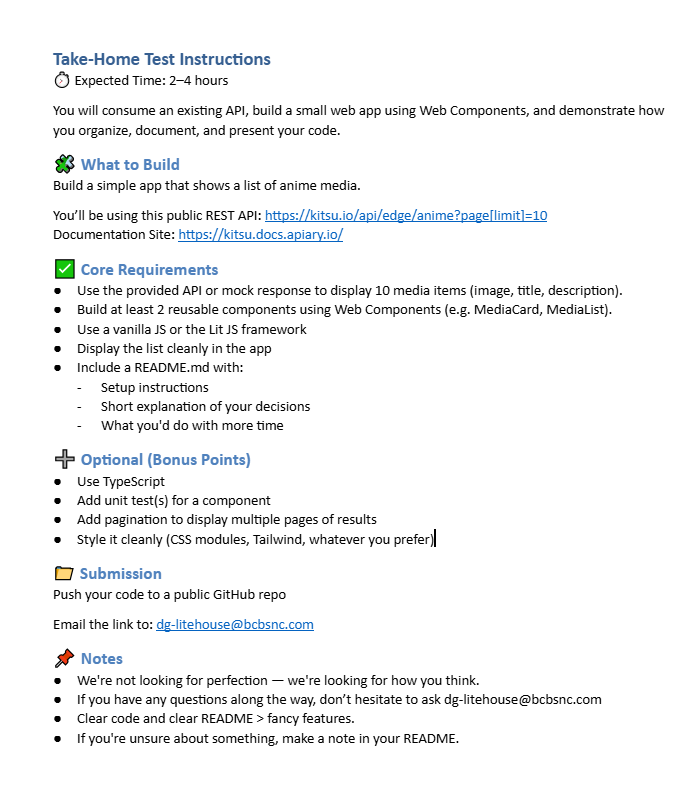 Take-Home Test Instructions
⏱ Expected Time: 2–4 hours
You will consume an existing API, build a small web app using Web Components, and demonstrate how
you organize, document, and present your code.
🧩 What to Build
Build a simple app that shows a list of anime media.
You’ll be using this public REST API: https://kitsu.io/api/edge/anime?page[limit]=10
Documentation Site: https://kitsu.docs.apiary.io/
✅ Core Requirements
● Use the provided API or mock response to display 10 media items (image, title, description).
● Build at least 2 reusable components using Web Components (e.g. MediaCard, MediaList).
● Use a vanilla JS or the Lit JS framework
● Display the list cleanly in the app
● Include a README.md with:
- Setup instructions
- Short explanation of your decisions
- What you'd do with more time
➕ Optional (Bonus Points)
● Use TypeScript
● Add unit test(s) for a component
● Add pagination to display multiple pages of results
● Style it cleanly (CSS modules, Tailwind, whatever you prefer)
📁 Submission
Push your code to a public GitHub repo
Email the link to: dg-litehouse@bcbsnc.com
📌 Notes
● We're not looking for perfection — we're looking for how you think.
● If you have any questions along the way, don’t hesitate to ask dg-litehouse@bcbsnc.com
● Clear code and clear README > fancy features.
● If you're unsure about something, make a note in your README.